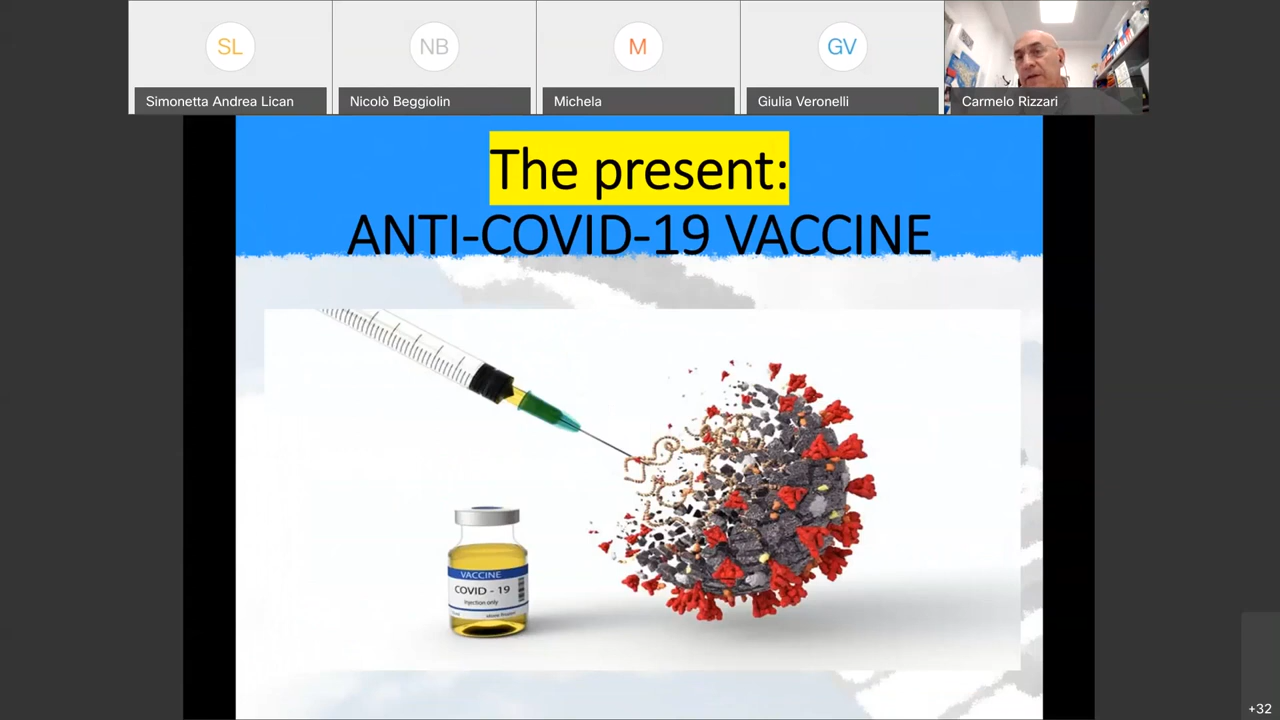 SL
NB
M
GV
Simonetta Andrea Lican
Nicolò Beggiolin
Michela
Giulia Veronelli
Carmelo Rizzari
The present:
ANTI-COVID-19 VACCINE
VACCINE
COVID - 19
injection only
+32